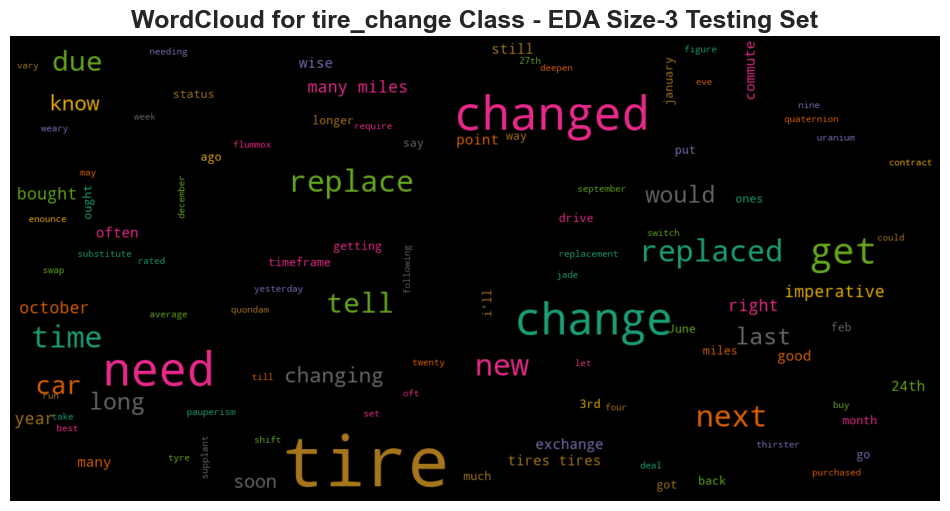 WordCloud for tire_change Class - EDA Size-3 Testing Set
needing
vary
due
know
status
weary
week
wise
many miles
longer
require
flummox
say
ago
may
bought
ought
december
enounce
often
replace
still
27th
deepen
changed
point
way
figure
january
eve
commute
nine
quaternion
uranium
put
contract
september
would
ones
drive
switch
could
substitute
rated
swap
getting
timeframe
following
replacement
jade
replaced
get
yesterday
quondam
october
average
time
tell
i'll
change
imperative
right
June
last
feb
need
car
run
long
till
changing
twenty
oft
new
let
miles
good
24th
year
take
best
pauperism
set
3rd
four
next
buy
month
many
tyre
supplant
shift
soon
tire
much
exchange
tires tires
deal
got
back
thirster
go
purchased